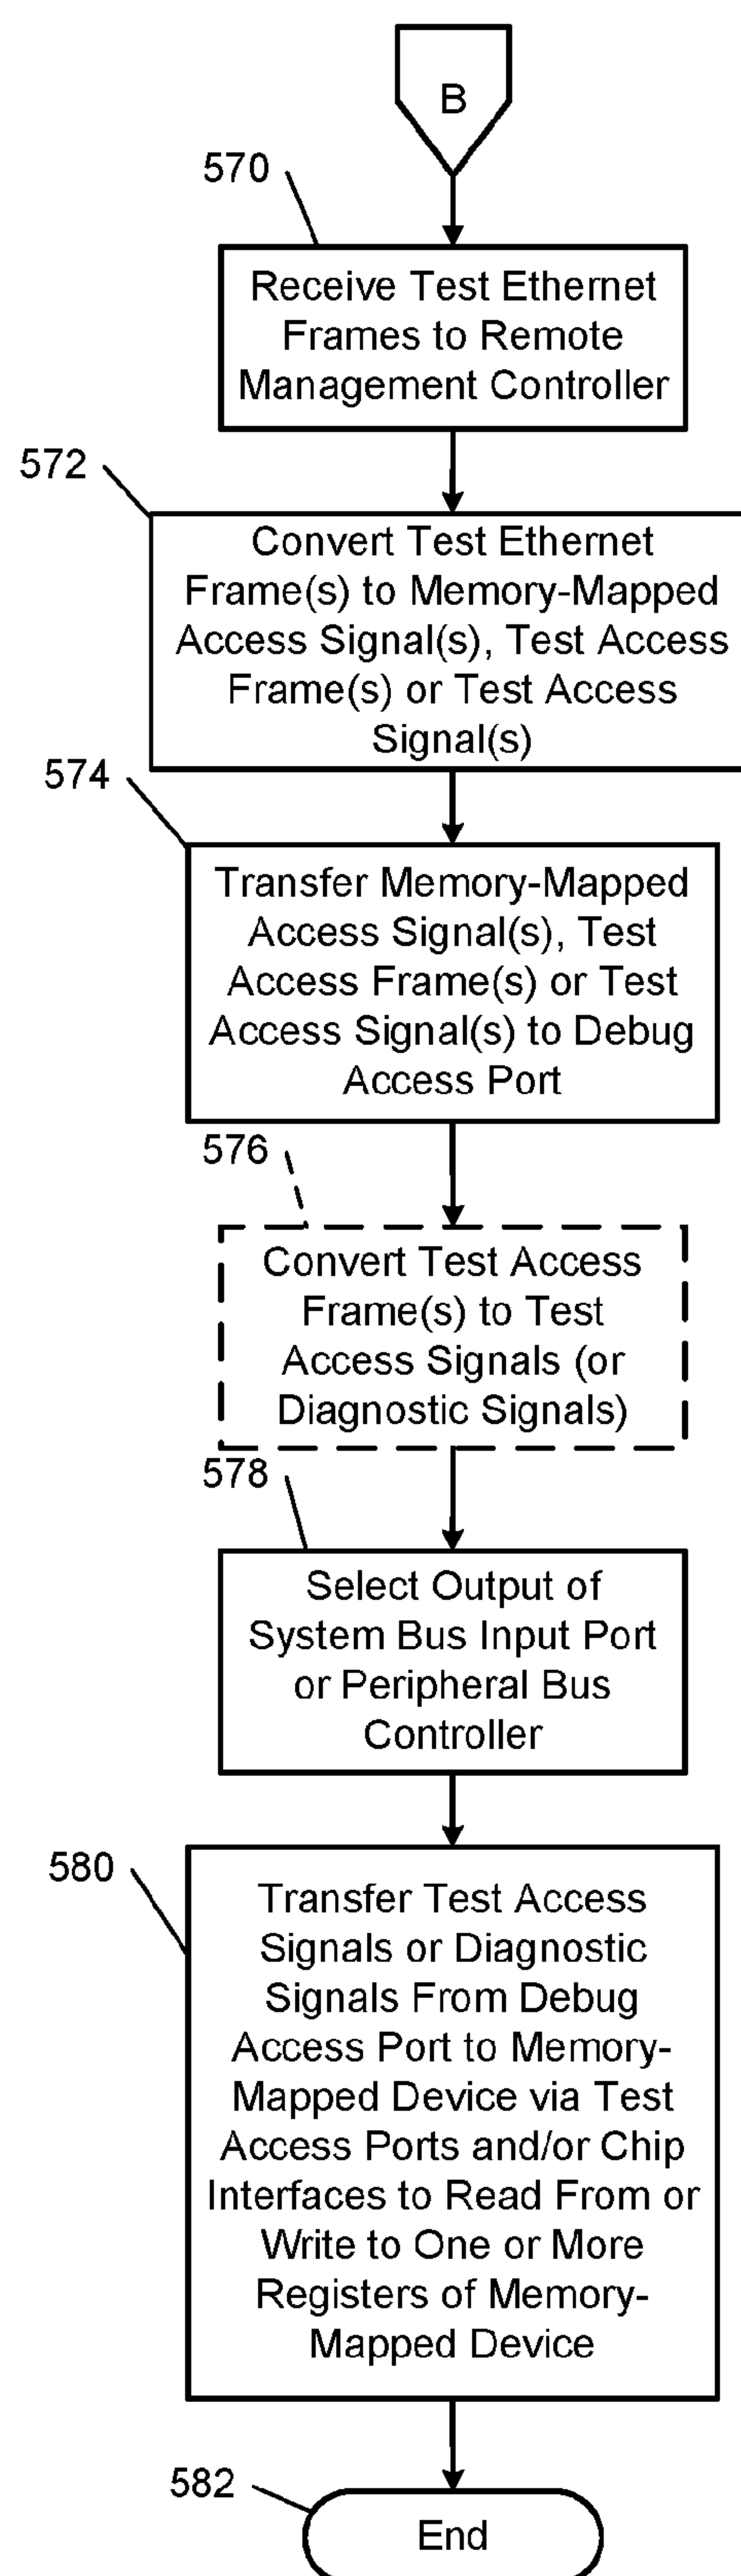 B
570
Receive Test Ethernet
Frames to Remote
Management Controller
572
Convert Test Ethernet
Frame(s) to Memory-Mapped
Access Signal(s), Test Access
Frame(s) or Test Access
Signal(s)
574
Transfer Memory-Mapped
Access Signal(s), Test
Access Frame(s) or Test
Access Signal(s) to Debug
Access Port
576
Convert Test Access
Frame(s) to Test
Access Signals (or
Diagnostic Signals)
578
Select Output of
System Bus Input Port
or Peripheral Bus
Controller
580
Transfer Test Access
Signals or Diagnostic
Signals From Debug
Access Port to Memory-
Mapped Device via Test
Access Ports and/or Chip
Interfaces to Read From or
Write to One or More
Registers of Memory-
Mapped Device
582
End